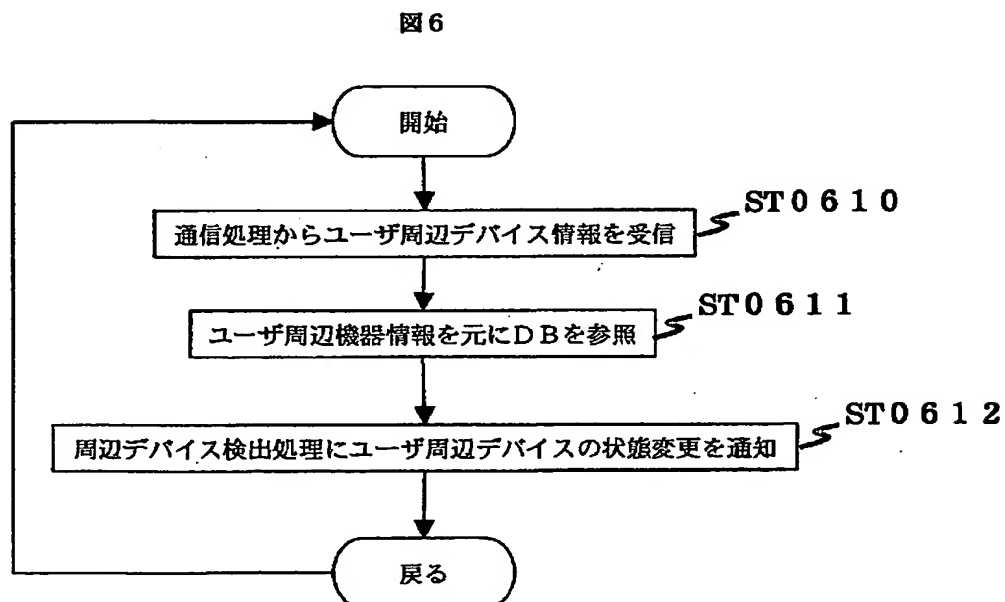 図6
開始
ST0610
通信処理からユーザ周辺デバイス情報を受信
ST0611
ユーザ周辺機器情報を元にDBを参照
ST0612
周辺デバイス検出処理にユーザ周辺デバイスの状態変更を通知
戻る